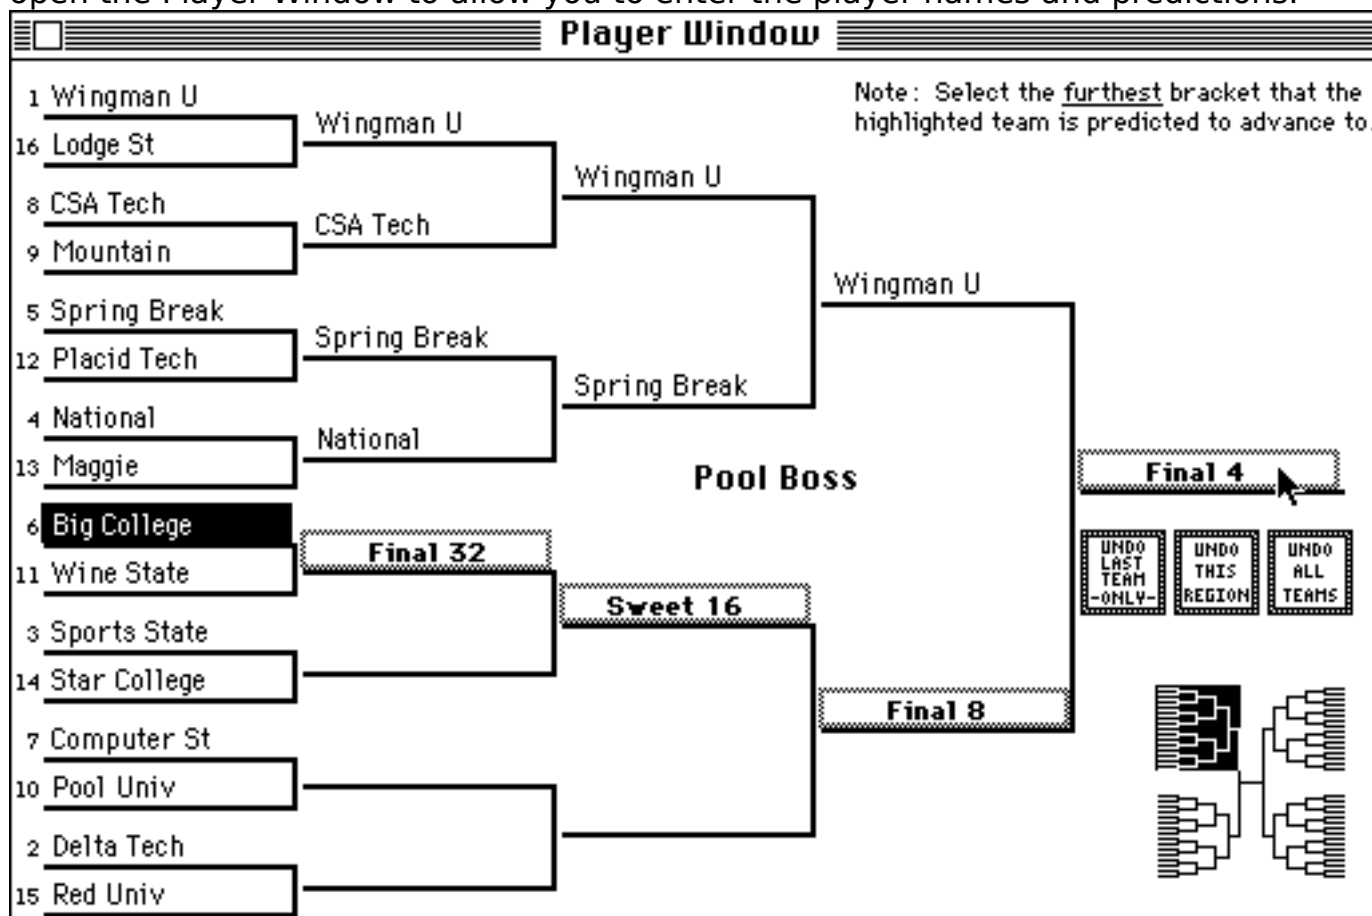 open the Player Window to allow you to enter the player names and predictions.
Player Window
Note: Select the furthest bracket that the
highlighted team is predicted to advance to.
1 Wingman U
16 Lodge St
8 CSA Tech
9 Mountain
5 Spring Break
12 Placid Tech
4 National
13 Maggie
6 Big College
11 Wine State
3 Sports State
14 Star College
7 Computer St
10 Pool Univ
2 Delta Tech
15 Red Univ
Wingman U
CSA Tech
Spring Break
National
Final 32
Wingman U
Spring Break
Sweet 16
Wingman U
Final 8
Pool Boss
Final 4
UNDO
LAST
TEAM
-ONLY-
UNDO
THIS
REGION
UNDO
ALL
TEAMS